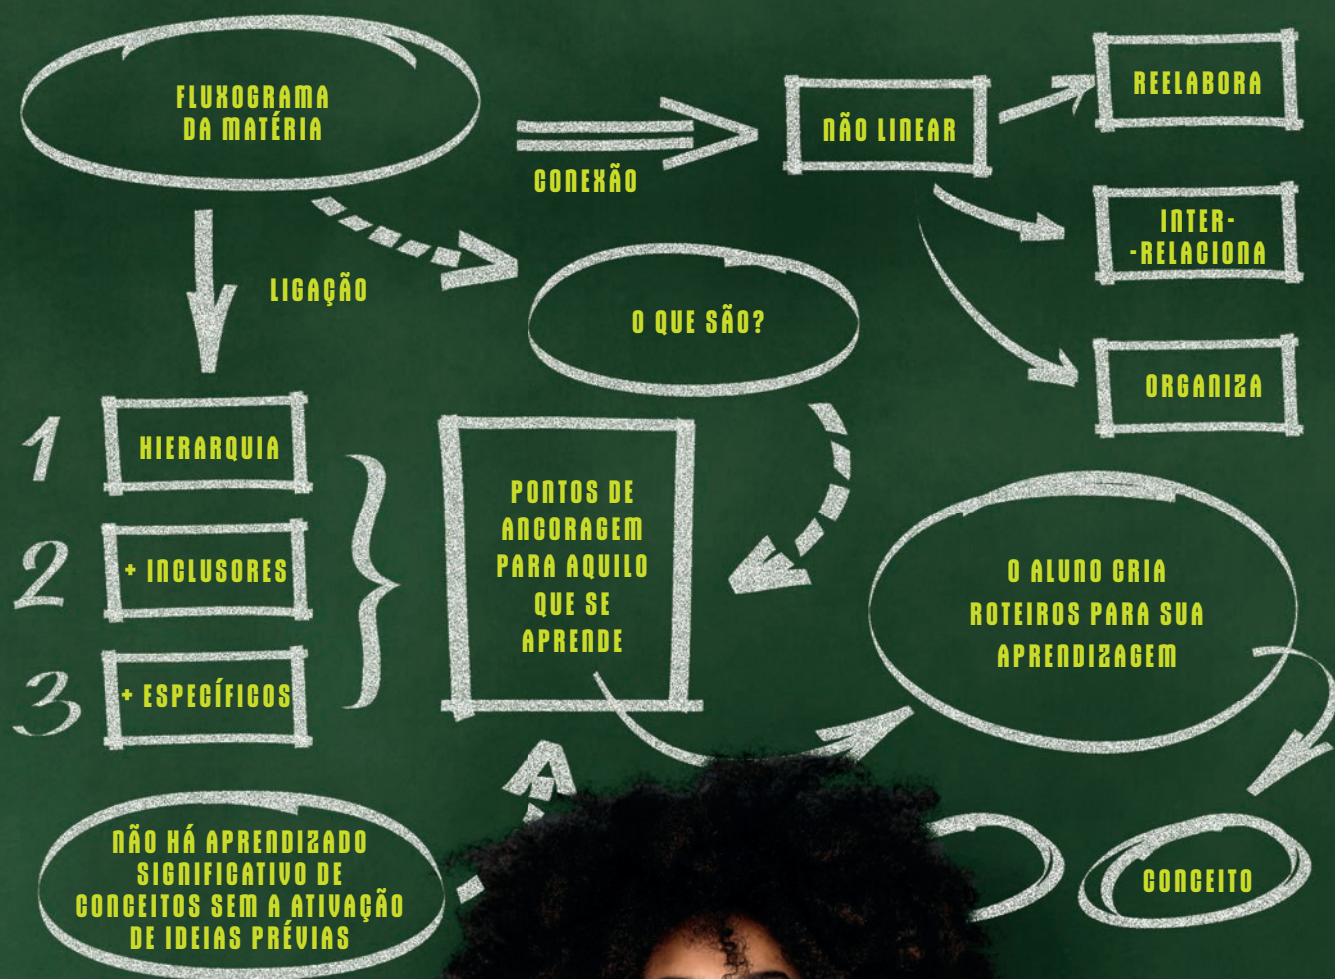 FLUXOGRAMA
DA MATÉRIA
CONEXÃO
NÃO LINEAR
REELABORA
INTER-
-RELACIONA
ORGANIZA
LIGAÇÃO
O QUE SÃO?
1
HIERARQUIA
2
+ INCLUSORES
3
+ ESPECÍFICOS
PONTOS DE
ANCORAGEM
PARA AQUILO
QUE SE
APRENDE
O ALUNO CRIA
ROTEIROS PARA SUA
APRENDIZAGEM
NÃO HÁ APRENDIZADO
SIGNIFICATIVO DE
CONCEITOS SEM A ATIVAÇÃO
DE IDEIAS PRÉVIAS
CONCEITO